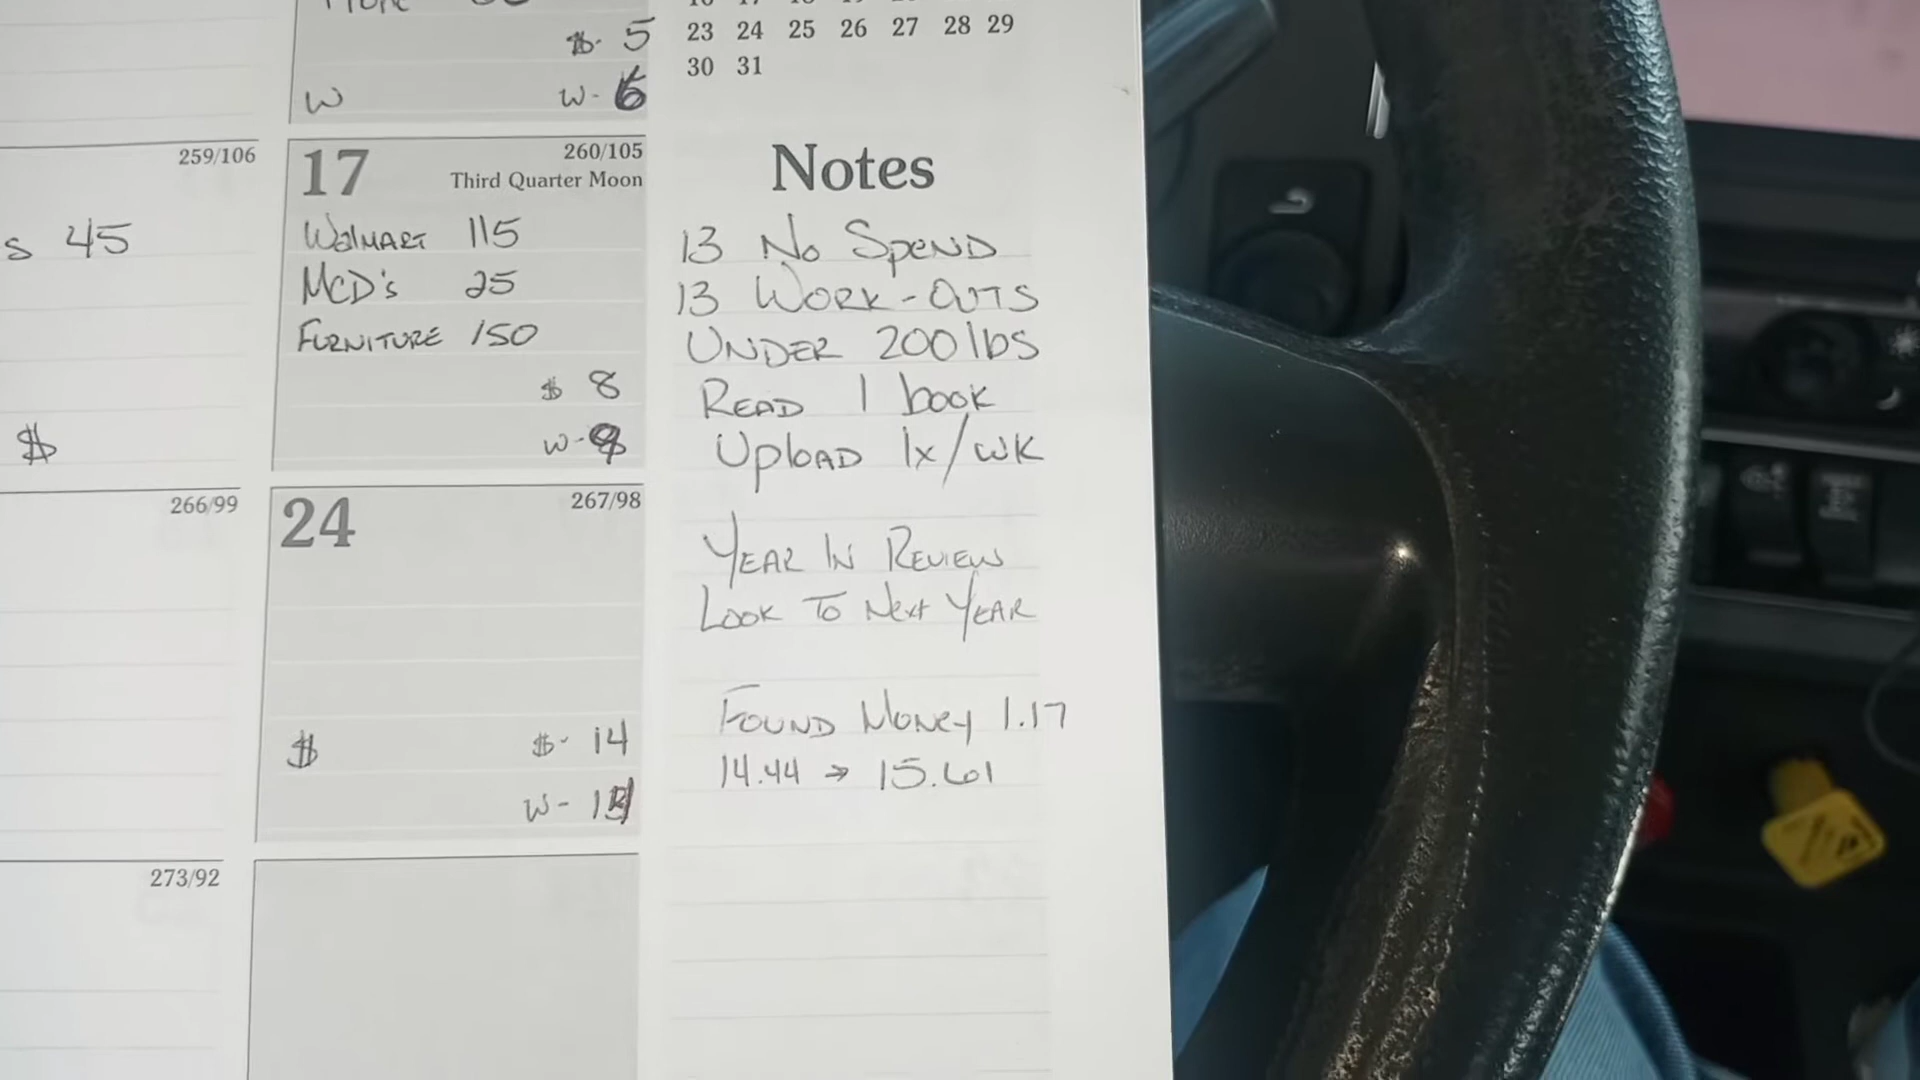 $- 5
W
W- 6
23 24 25 26 27 28 29
30 31
259/106
s 45
$
17
260/105
Third Quarter Moon
WALMART 115
McD's 25
FURNITURE 150
$ 8
W-9
266/99
24
267/98
$
$- 14
W-
273/92
Notes
13 No SPEND
13 WORK-OUTS
UNDER 200 lbs
READ 1 book
UPLOAD 1x/WK
YEAR IN REVIEW
LOOK TO NEXT YEAR
FOUND MONEY 1.17
14.44 → 15.61